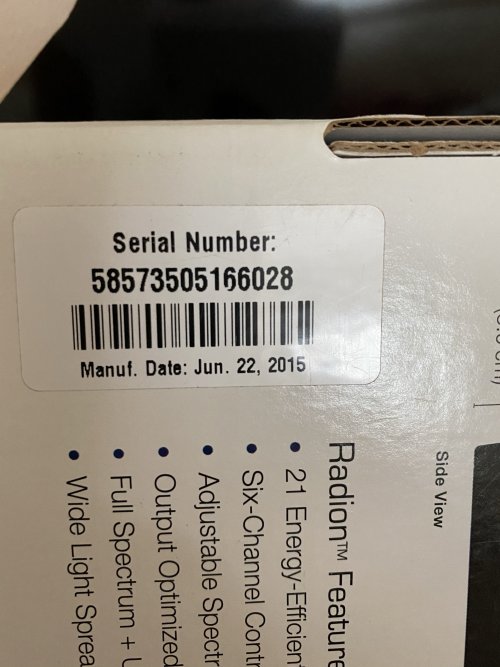 Serial Number:
58573505166028
Manuf. Date: Jun. 22, 2015
Radion™ Feature
• 21 Energy-Efficient
• Six-Channel Contr
• Adjustable Spectr
• Output Optimized
• Full Spectrum + U
• Wide Light Sprea
Side View